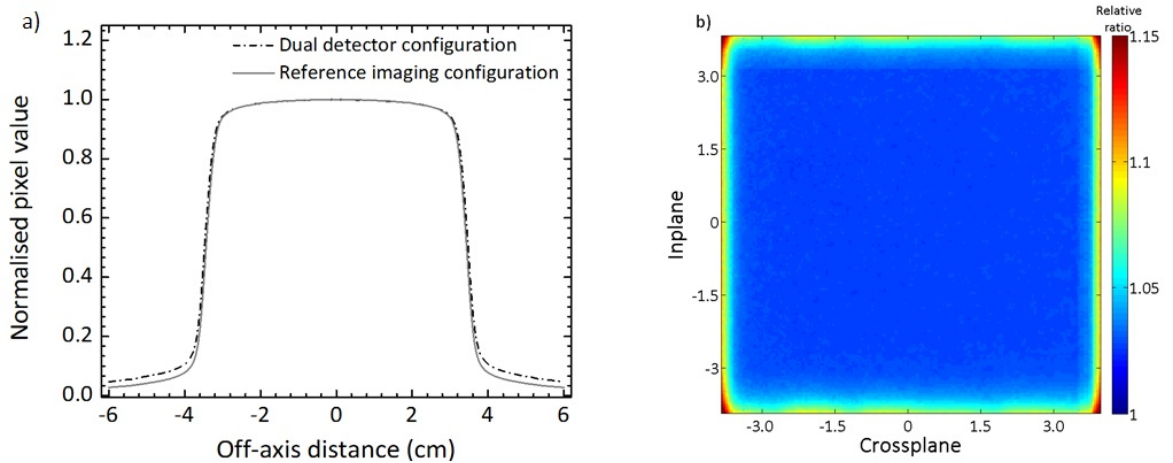 a)
Dual detector configuration
Reference imaging configuration
Normalised pixel value
1.2
1.0
0.8
0.6
0.4
0.2
0.0
-6
-4
-2
0
2
4
6
Off-axis distance (cm)
b)
Relative
ratio
Inplane
3.0
1.5
0
-1.5
-3
-3.0
-1.5
0
1.5
3.0
Crossplane
1.15
1.1
1.05
1